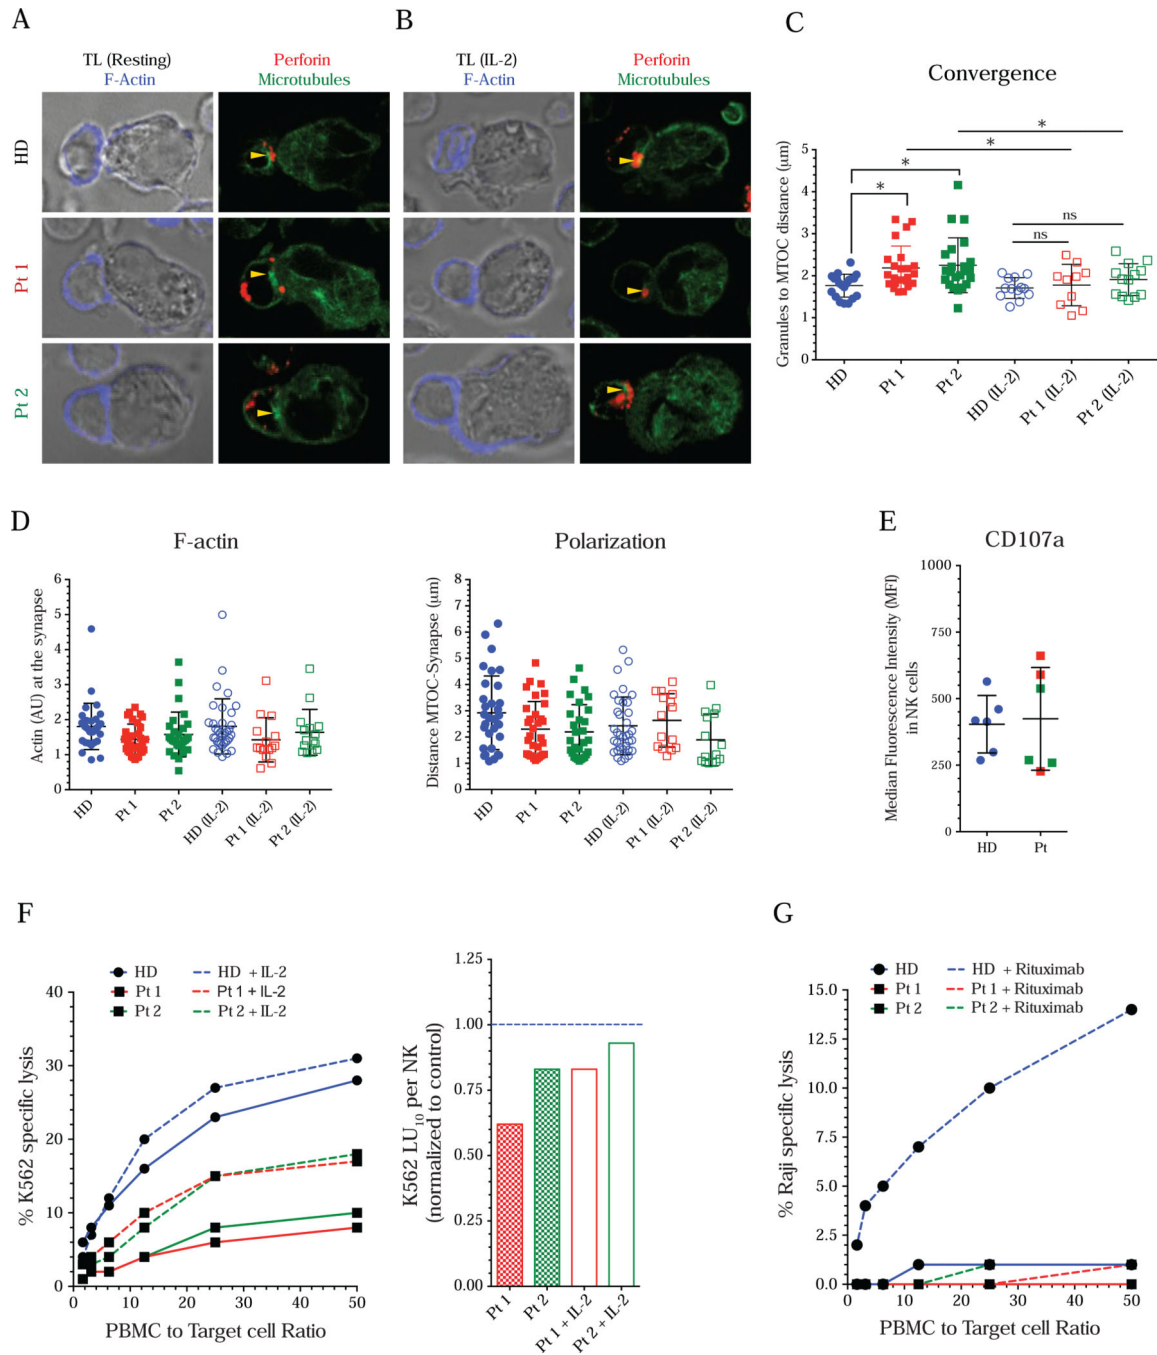 A
TL (Resting)
F-Actin
Perforin
Microtubules
HD
Pt 1
Pt 2
B
TL (IL-2)
F-Actin
Perforin
Microtubules
C
Convergence
Granules to MTOC distance (µm)
5
4
3
2
1
0
*
*
*
*
ns
ns
HD
Pt 1
Pt 2
HD (IL-2)
Pt 1 (IL-2)
Pt 2 (IL-2)
D
F-actin
Actin (AU) at the synapse
6
5
4
3
2
1
0
HD
Pt 1
Pt 2
HD (IL-2)
Pt 1 (IL-2)
Pt 2 (IL-2)
Polarization
Distance MTOC-Synapse (µm)
8
7
6
5
4
3
2
1
0
HD
Pt 1
Pt 2
HD (IL-2)
Pt 1 (IL-2)
Pt 2 (IL-2)
E
CD107a
Median Fluorescence Intensity (MFI)
in NK cells
1000
750
500
250
0
HD
Pt
F
HD
Pt 1
Pt 2
HD + IL-2
Pt 1 + IL-2
Pt 2 + IL-2
% K562 specific lysis
40
30
20
10
0
0
10
20
30
40
50
PBMC to Target cell Ratio
K562 LU10 per NK
(normalized to control)
1.25
1.00
0.75
0.50
0.25
0.00
Pt 1
Pt 2
Pt 1 + IL-2
Pt 2 + IL-2
G
HD
Pt 1
Pt 2
HD + Rituximab
Pt 1 + Rituximab
Pt 2 + Rituximab
% Raji specific lysis
15.0
12.5
10.0
7.5
5.0
2.5
0.0
0
10
20
30
40
50
PBMC to Target cell Ratio